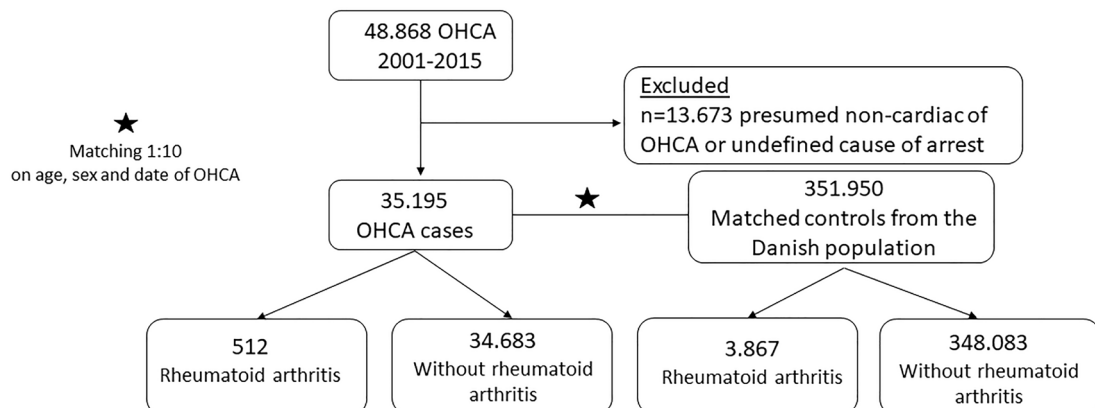 48.868 OHCA
2001-2015
Excluded
n=13.673 presumed non-cardiac of
OHCA or undefined cause of arrest
Matching 1:10
on age, sex and date of OHCA
35.195
OHCA cases
351.950
Matched controls from the
Danish population
512
Rheumatoid arthritis
34.683
Without rheumatoid
arthritis
3.867
Rheumatoid arthritis
348.083
Without rheumatoid
arthritis